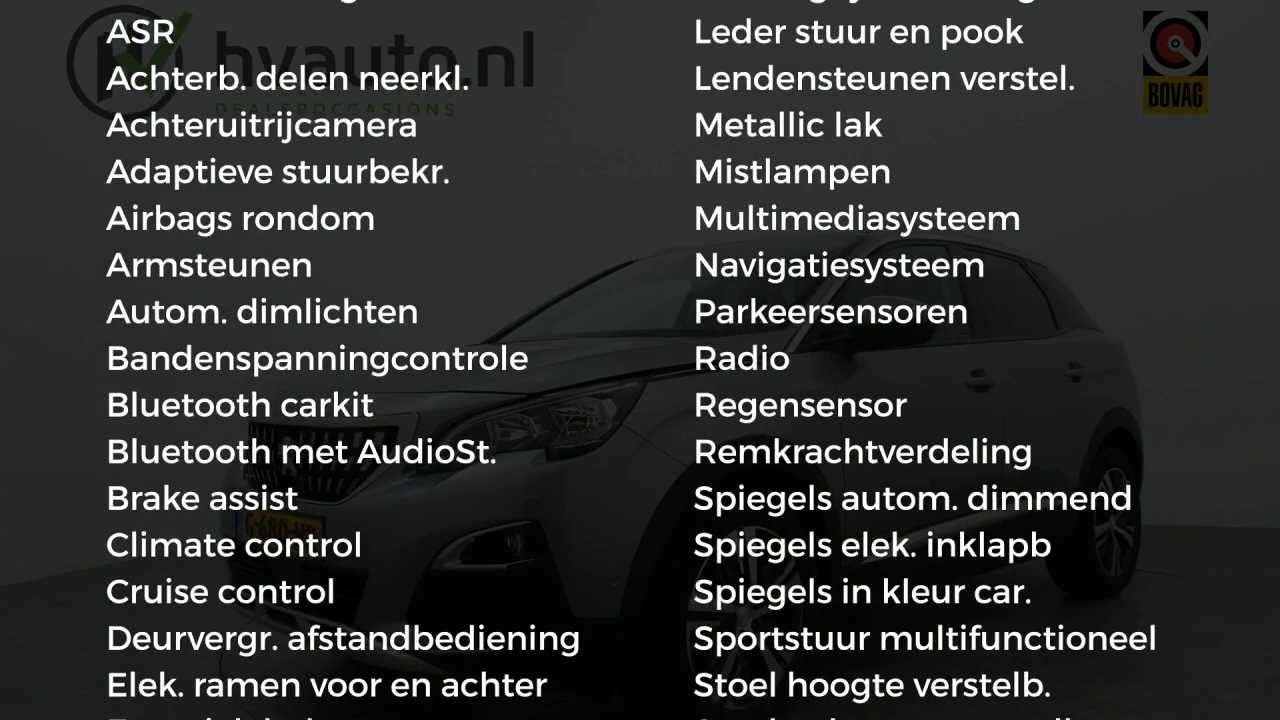 hvauto.nl
DEALEROCCASIONS
BOVAG
ASR
Achterb. delen neerkl.
Achteruitrijcamera
Adaptieve stuurbekr.
Airbags rondom
Armsteunen
Autom. dimlichten
Bandenspanningcontrole
Bluetooth carkit
Bluetooth met AudioSt.
Brake assist
Climate control
Cruise control
Deurvergr. afstandbediening
Elek. ramen voor en achter
Leder stuur en pook
Lendensteunen verstel.
Metallic lak
Mistlampen
Multimediasysteem
Navigatiesysteem
Parkeersensoren
Radio
Regensensor
Remkrachtverdeling
Spiegels autom. dimmend
Spiegels elek. inklapb
Spiegels in kleur car.
Sportstuur multifunctioneel
Stoel hoogte verstelb.